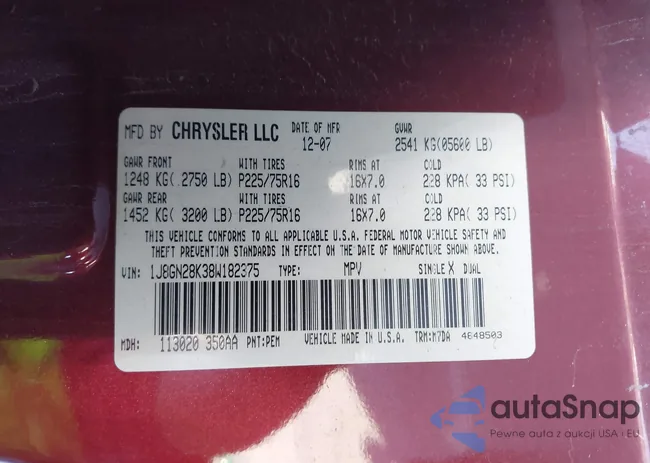 MFD BY CHRYSLER LLC DATE OF MFR 12-07 GVWR 2541 KG(05600 LB)
GAWR FRONT WITH TIRES RIMS AT COLD
1248 KG( 2750 LB) P225/75R16 16X7.0 228 KPA( 33 PSI)
GAWR REAR WITH TIRES RIMS AT COLD
1452 KG( 3200 LB) P225/75R16 16X7.0 228 KPA( 33 PSI)
THIS VEHICLE CONFORMS TO ALL APPLICABLE U.S.A. FEDERAL MOTOR VEHICLE SAFETY AND
THEFT PREVENTION STANDARDS IN EFFECT ON THE DATE OF MANUFACTURE SHOWN ABOVE.
VIN: 1J8GN28K38W182375 TYPE: MPV SINGLE X DUAL
MDH: 113020 350AA PNT:PEM VEHICLE MADE IN U.S.A. TRM:M7DA 4648503
autaSnap
Pewne auta z aukcji USA i EU